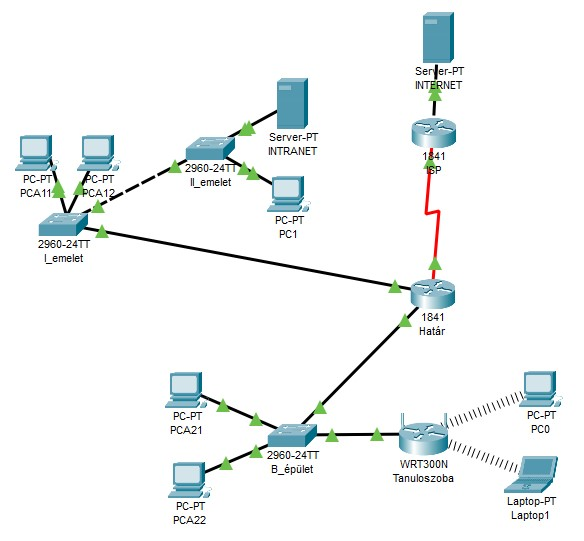 Server-PT
INTERNET
1841
ISP
Server-PT
INTRANET
2960-24TT
II_emelet
PC-PT
PC1
PC-PT
PCA11
PC-PT
PCA12
2960-24TT
I_emelet
1841
Határ
PC-PT
PCA21
2960-24TT
B_épület
PC-PT
PCA22
WRT300N
Tanuloszoba
PC-PT
PC0
Laptop-PT
Laptop1